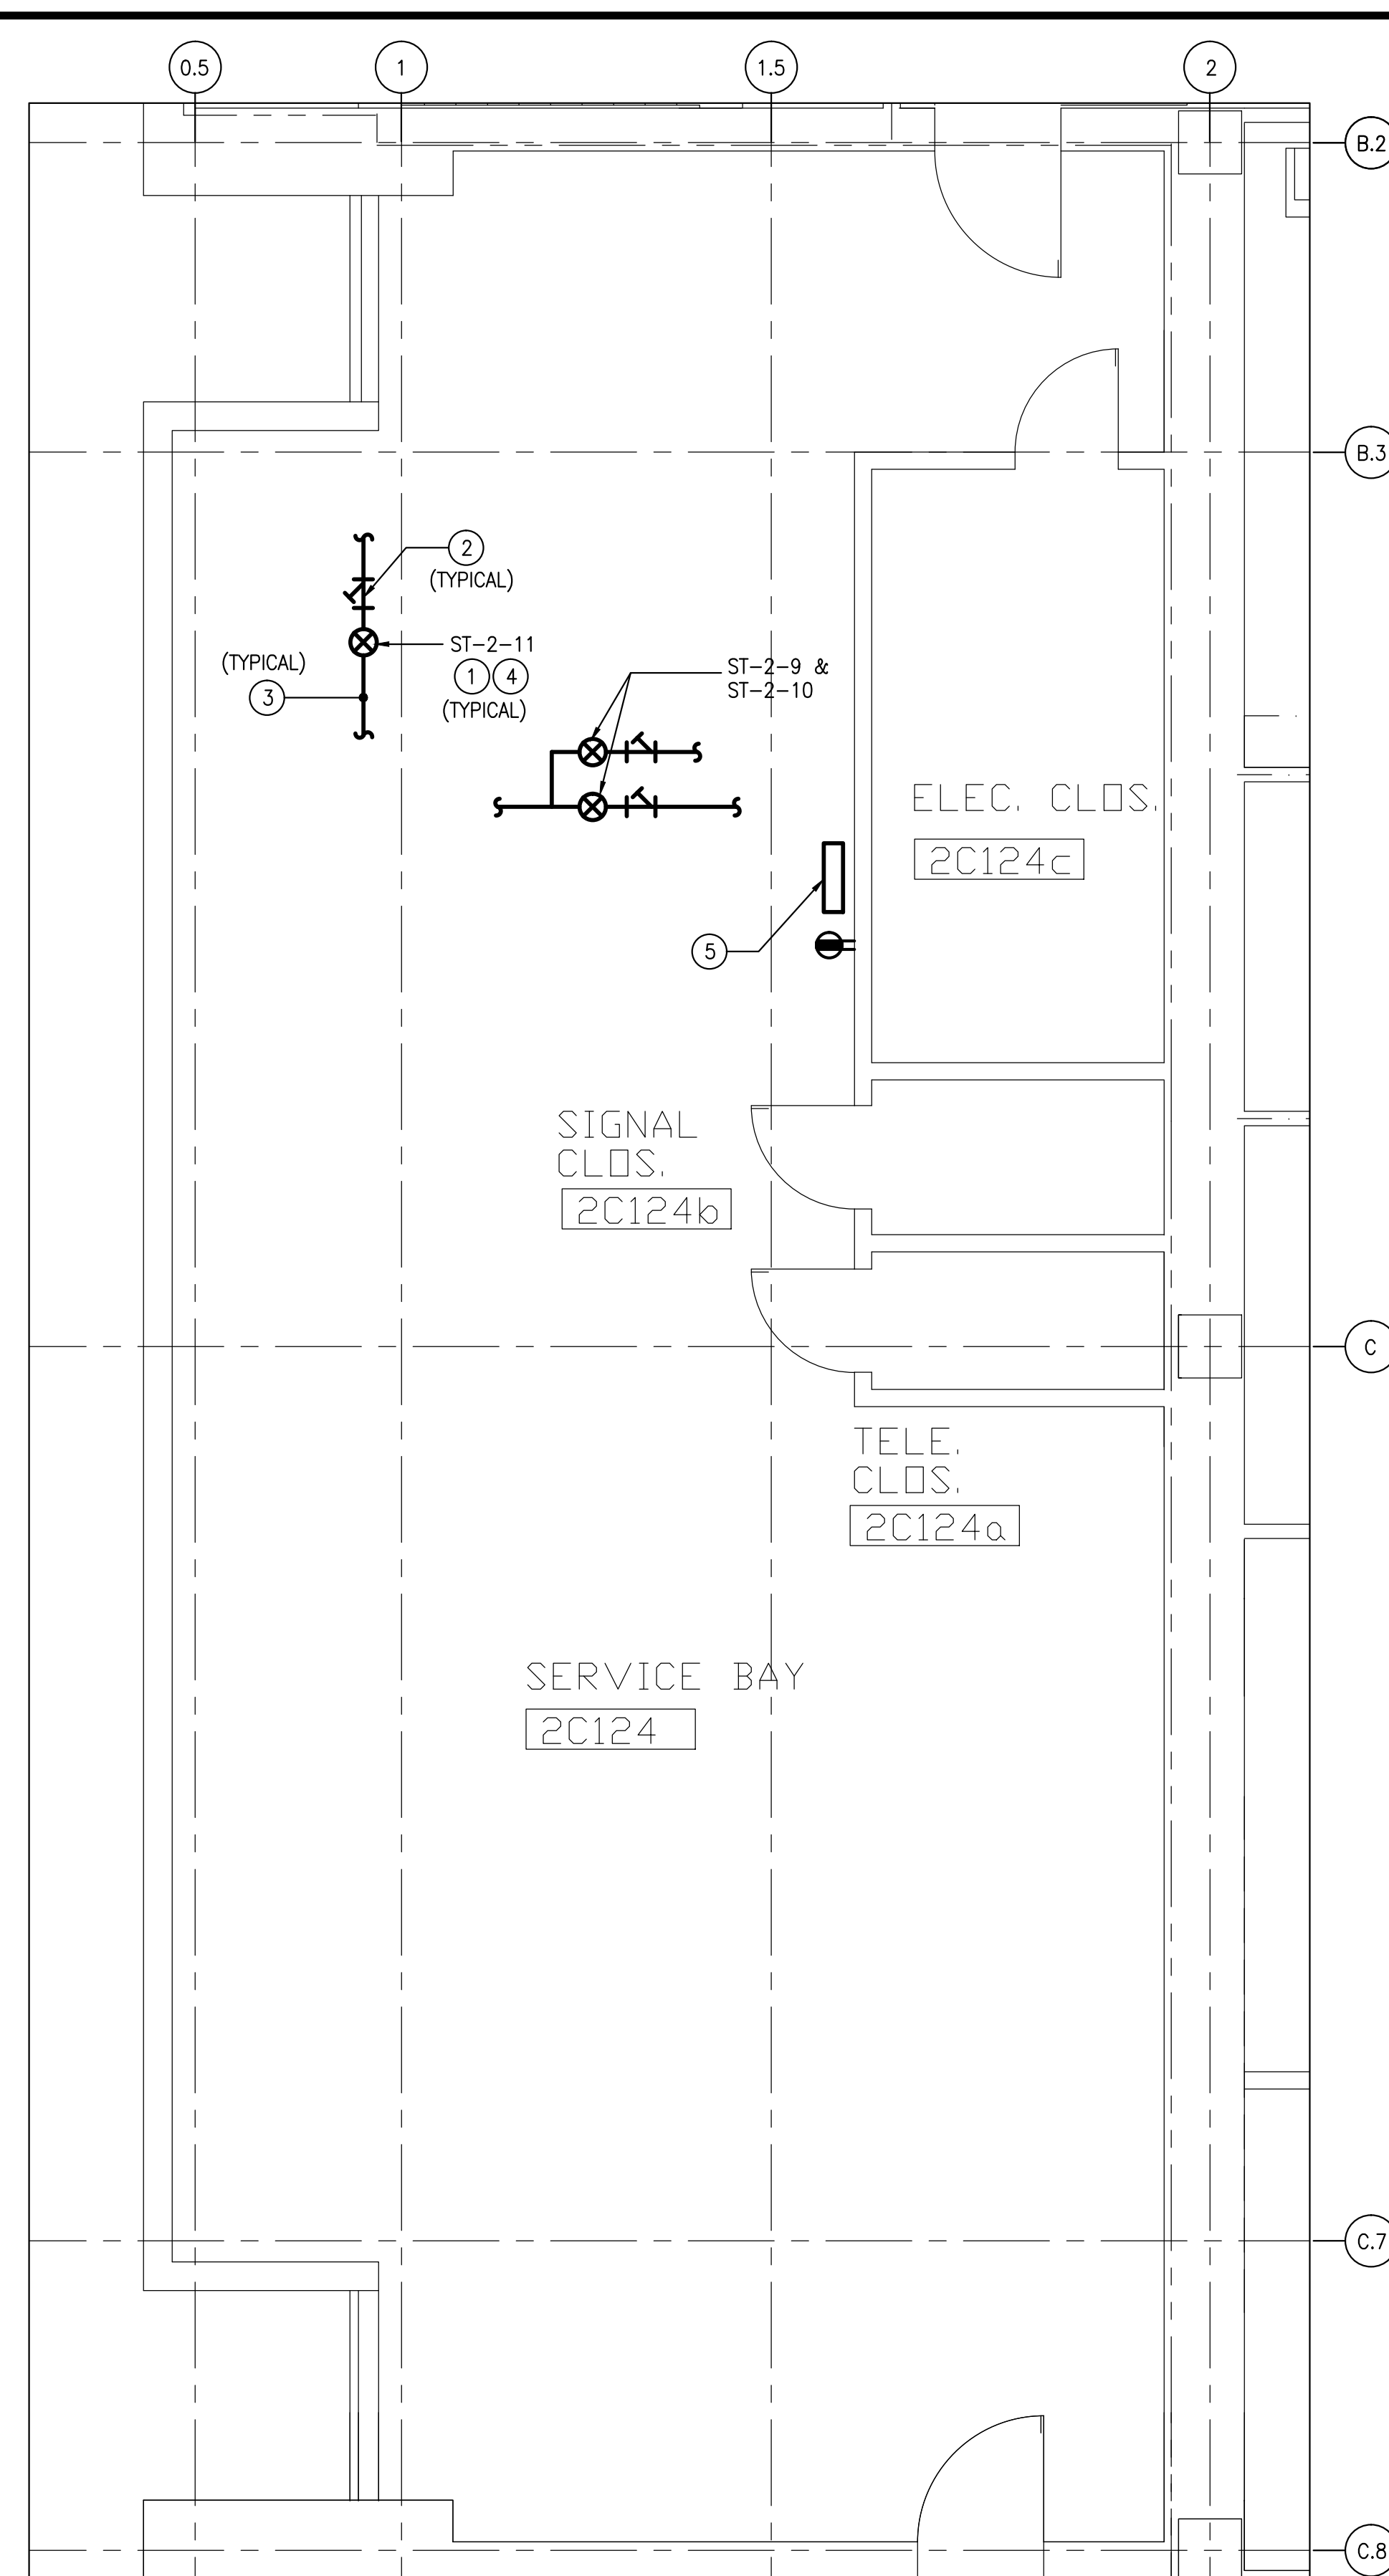 0.5
1
1.5
2
B.2
B.3
2
(TYPICAL)
ST-2-11
1 4
(TYPICAL)
(TYPICAL)
3
ST-2-9 &
ST-2-10
ELEC. CLOS.
2C124c
5
SIGNAL
CLOS.
2C124b
C
TELE.
CLOS.
2C124a
SERVICE BAY
2C124
C.7
C.8